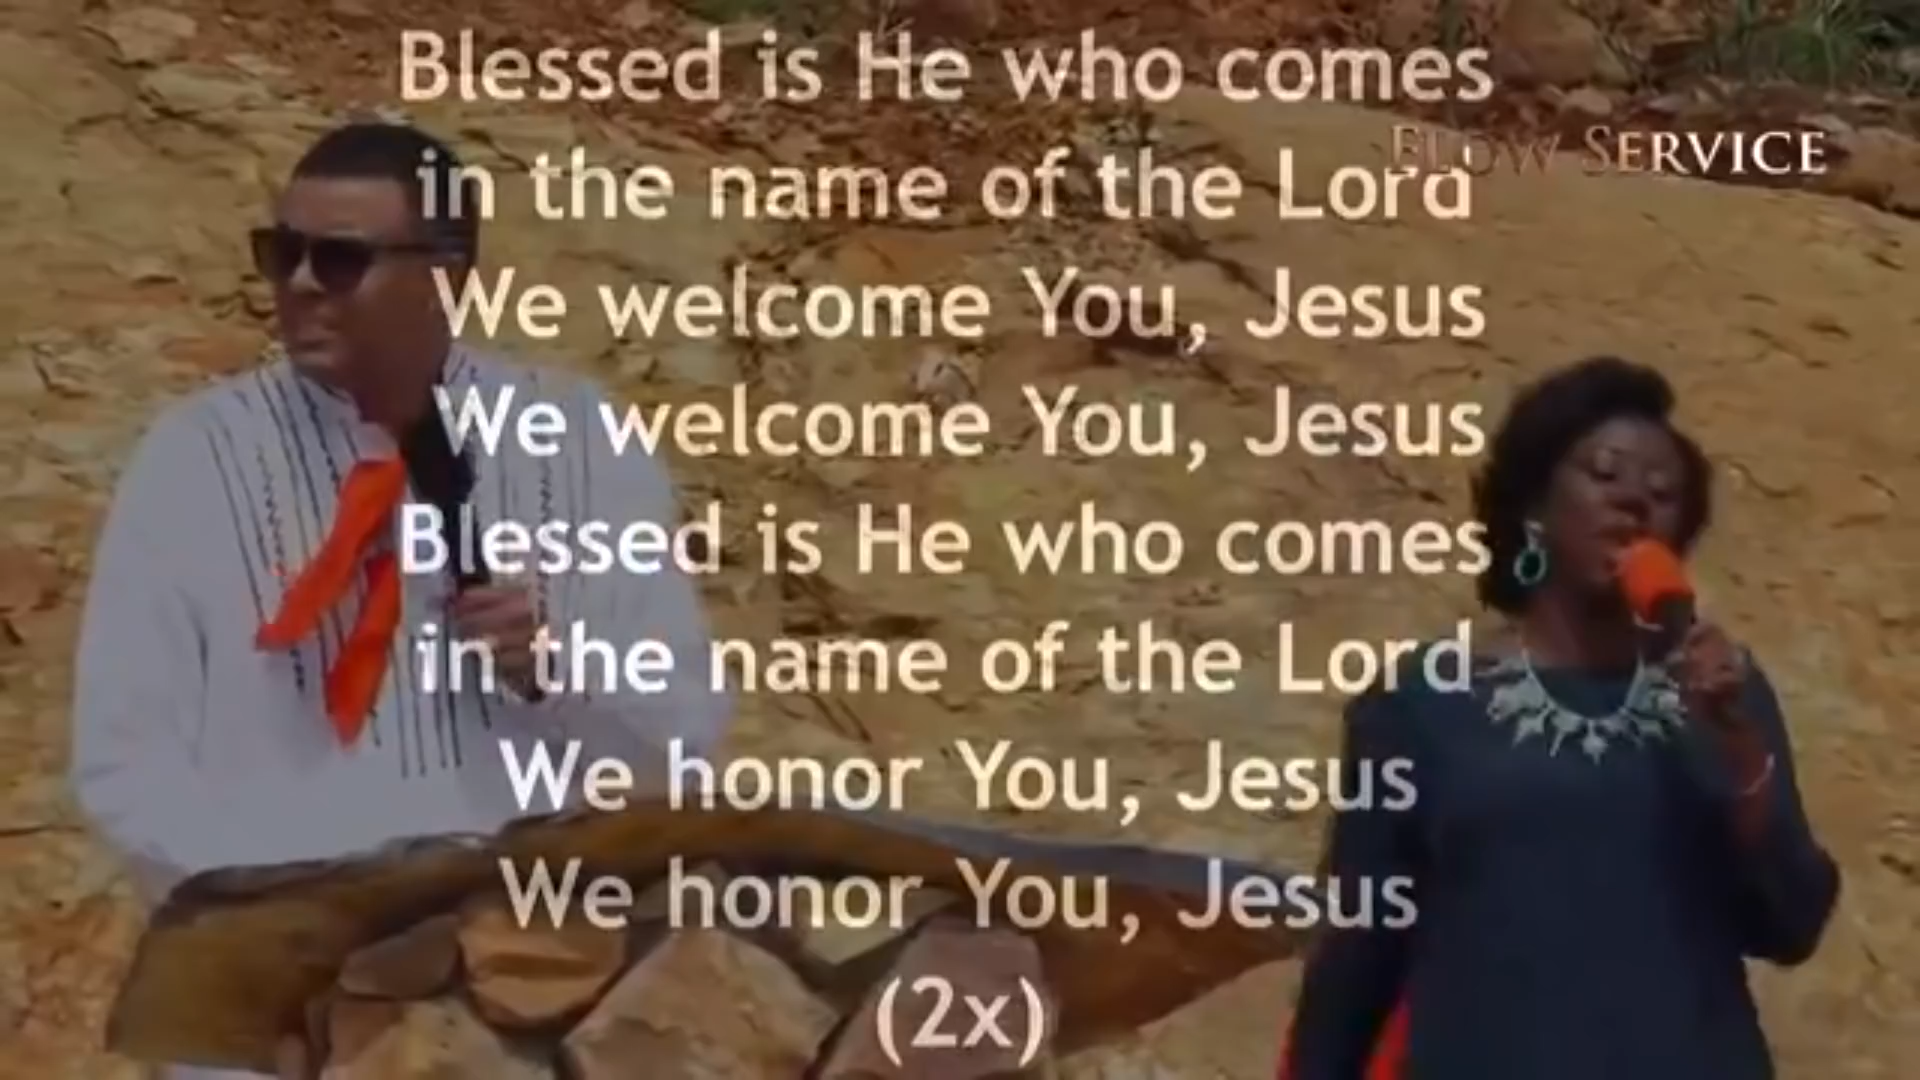 Blessed is He who comes
FLOW SERVICE
in the name of the Lord
We welcome You, Jesus
We welcome You, Jesus
Blessed is He who comes
in the name of the Lord
We honor You, Jesus
We honor You, Jesus
(2x)